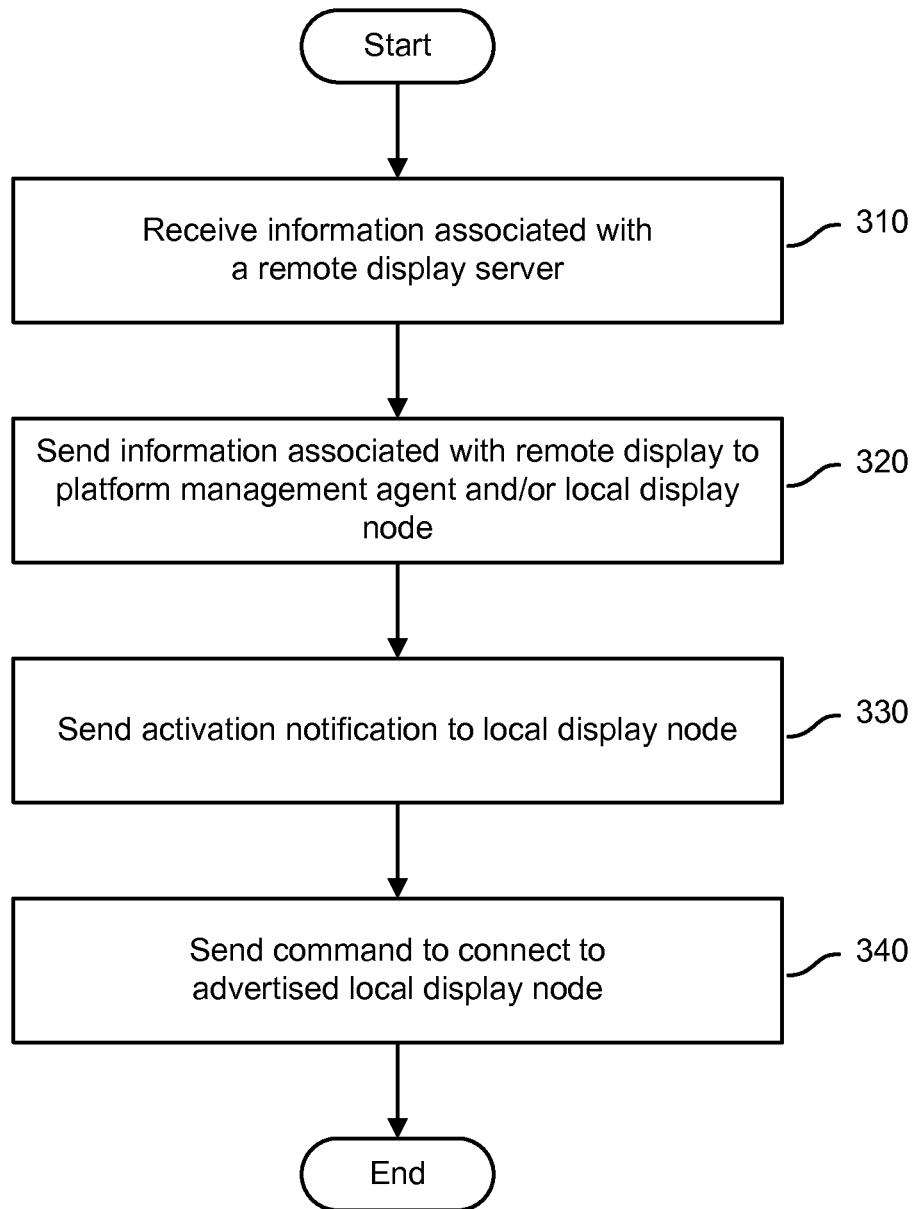 Start
Receive information associated with
a remote display server
310
Send information associated with remote display to
platform management agent and/or local display
node
320
Send activation notification to local display node
330
Send command to connect to
advertised local display node
340
End